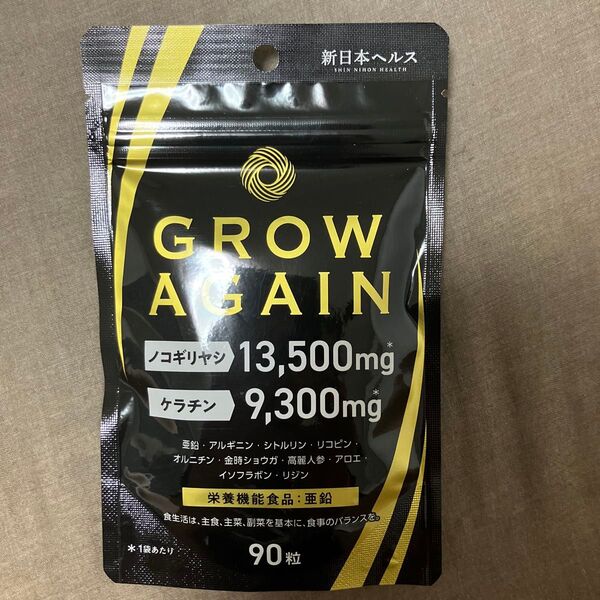 新日本ヘルス
SHIN NIHON HEALTH
GROW
AGAIN
ノコギリヤシ 13,500mg*
ケラチン 9,300mg*
亜鉛・アルギニン・シトルリン・リコピン・
オルニチン・金時ショウガ・高麗人参・アロエ・
イソフラボン・リジン
栄養機能食品:亜鉛
食生活は、主食、主菜、副菜を基本に、食事のバランスを。
*1袋あたり
90粒